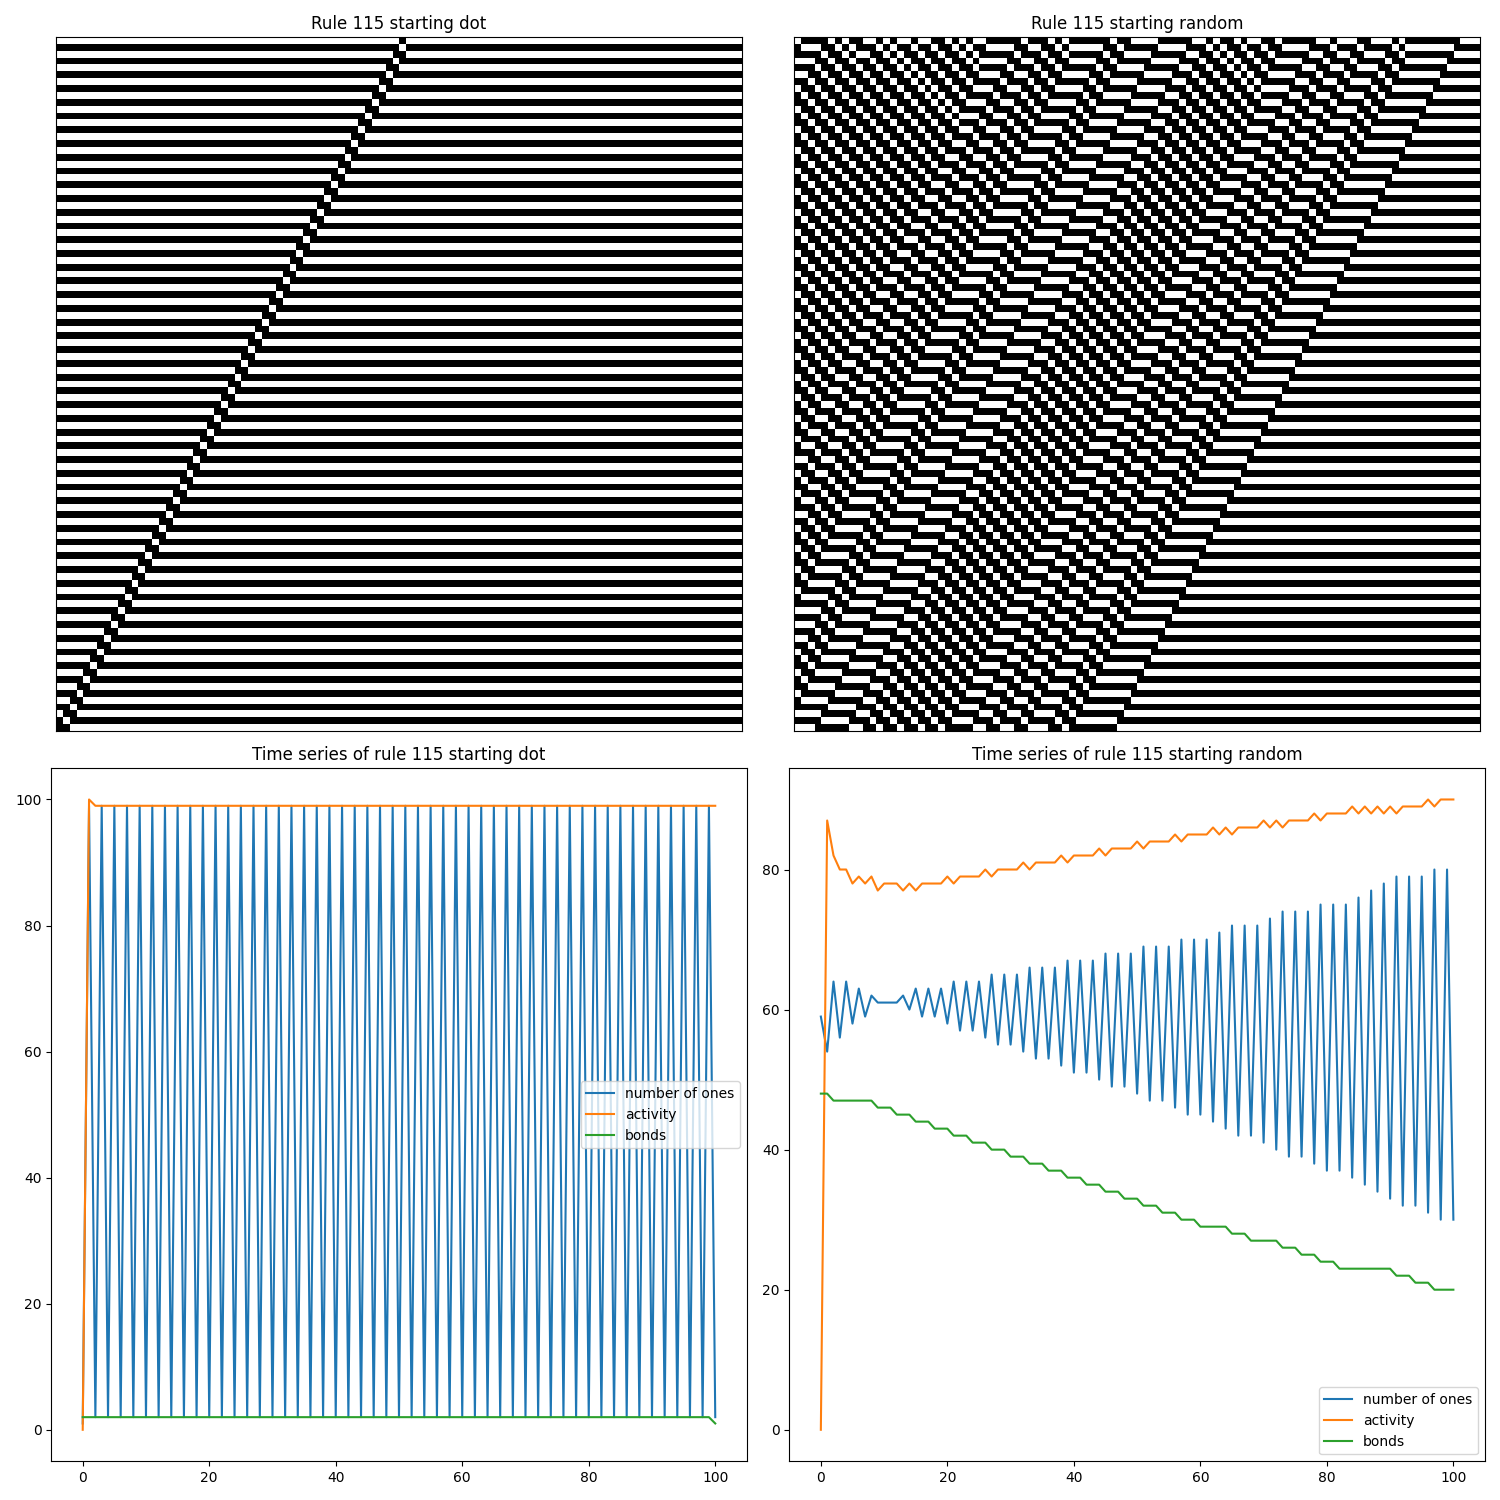 Rule 115 starting dot
Rule 115 starting random
Time series of rule 115 starting dot
100
80
60
40
20
0
0
20
40
60
80
100
number of ones
activity
bonds
Time series of rule 115 starting random
80
60
40
20
0
0
20
40
60
80
100
number of ones
activity
bonds